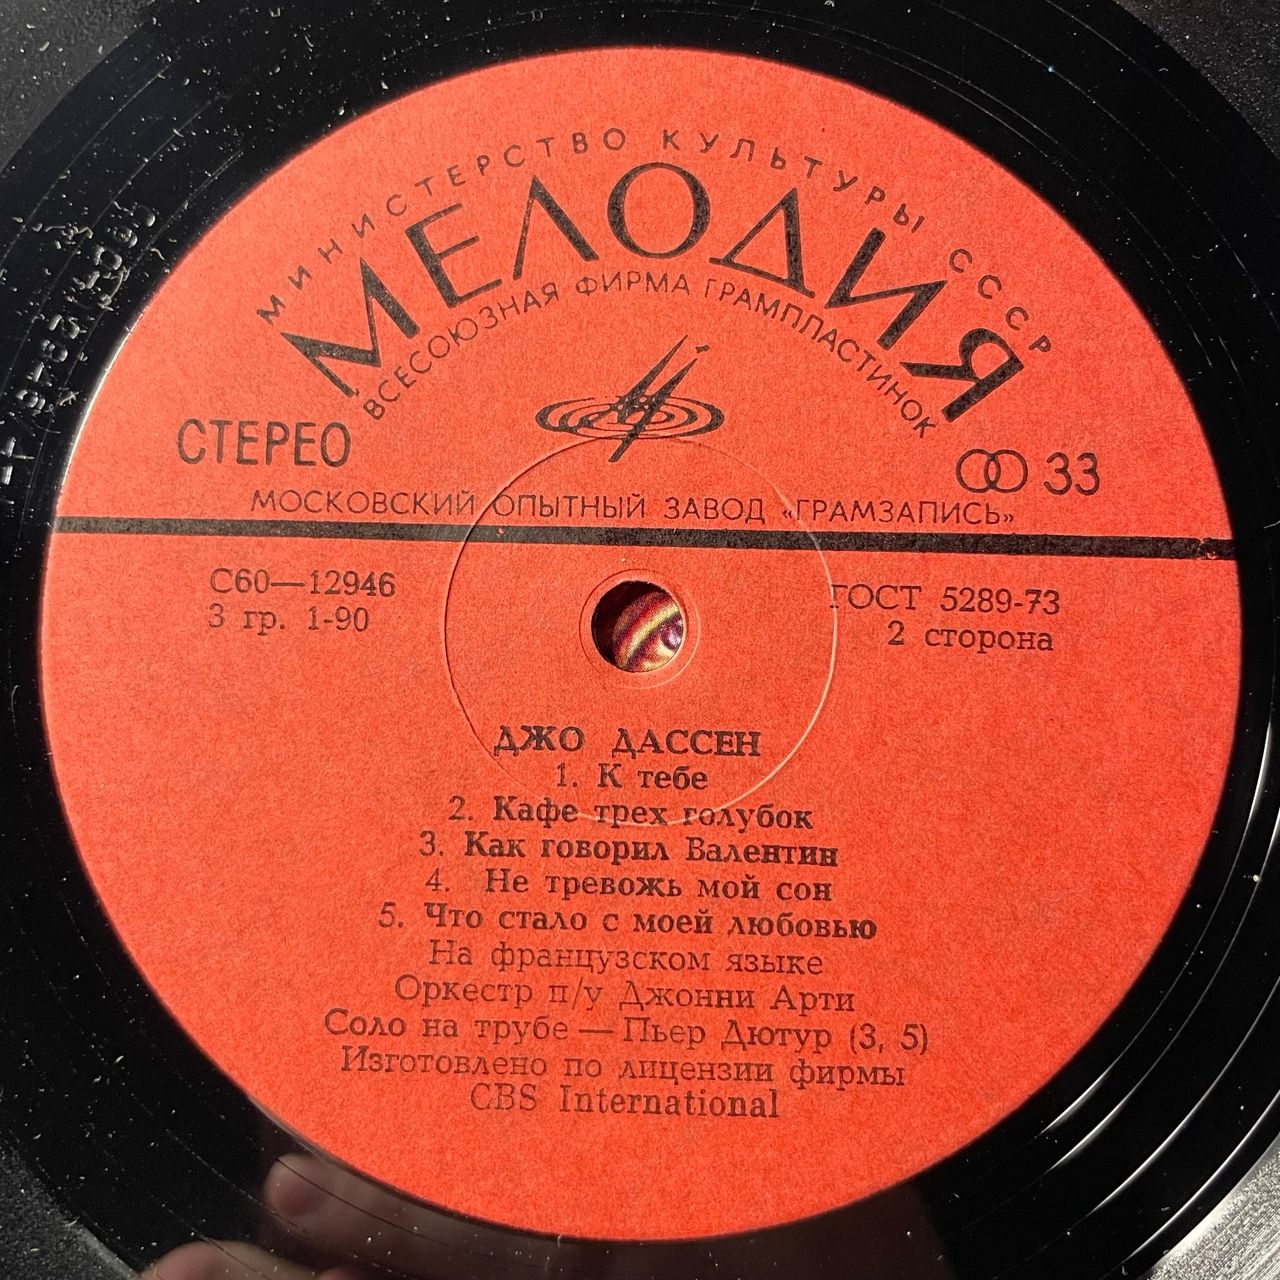 МИНИСТЕРСТВО КУЛЬТУРЫ СССР
МЕЛОДИЯ
ВСЕСОЮЗНАЯ ФИРМА ГРАМПЛАСТИНОК
СТЕРЕО
33
МОСКОВСКИЙ ОПЫТНЫЙ ЗАВОД «ГРАМЗАПИСЬ»
С60—12946
ГОСТ 5289-73
3 гр. 1-90
2 сторона
ДЖО ДАССЕН
1. К тебе
2. Кафе трех голубок
3. Как говорил Валентин
4. Не тревожь мой сон
5. Что стало с моей любовью
На французском языке
Оркестр п/у Джонни Арти
Соло на трубе — Пьер Дютур (3, 5)
Изготовлено по лицензии фирмы
CBS International